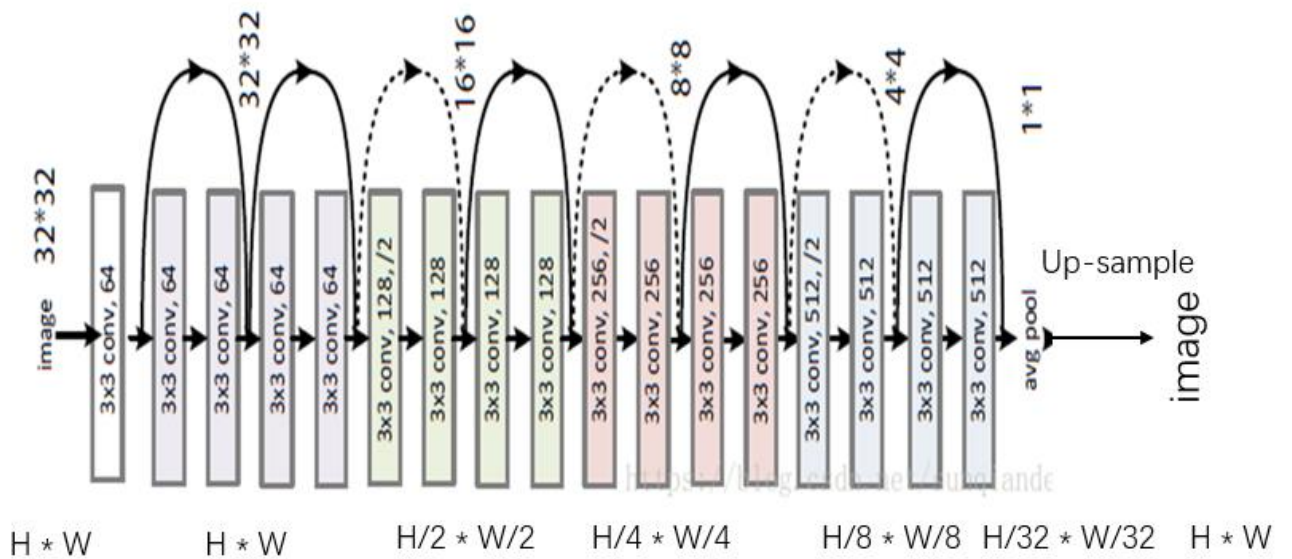 32*32
16*16
8*8
4*4
1*1
32*32
image
3x3 conv, 64
3x3 conv, 64
3x3 conv, 64
3x3 conv, 64
3x3 conv, 64
3x3 conv, 128, /2
3x3 conv, 128
3x3 conv, 128
3x3 conv, 128
3x3 conv, 256, /2
3x3 conv, 256
3x3 conv, 256
3x3 conv, 256
3x3 conv, 512, /2
3x3 conv, 512
3x3 conv, 512
3x3 conv, 512
avg pool
Up-sample
image
H * W
H * W
H/2 * W/2
H/4 * W/4
H/8 * W/8
H/32 * W/32
H * W